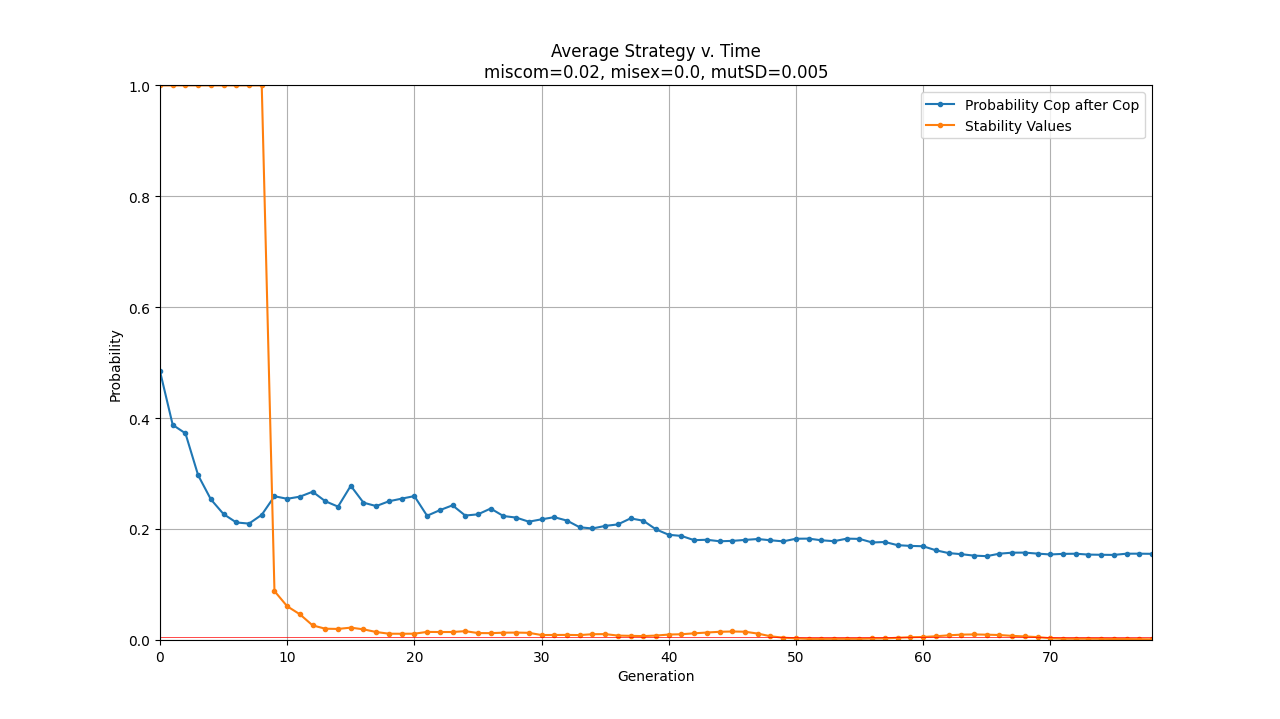 Average Strategy v. Time
miscom=0.02, misex=0.0, mutSD=0.005
Probability Cop after Cop
Stability Values
1.0
0.8
0.6
0.4
0.2
0.0
Probability
0 10 20 30 40 50 60 70
Generation